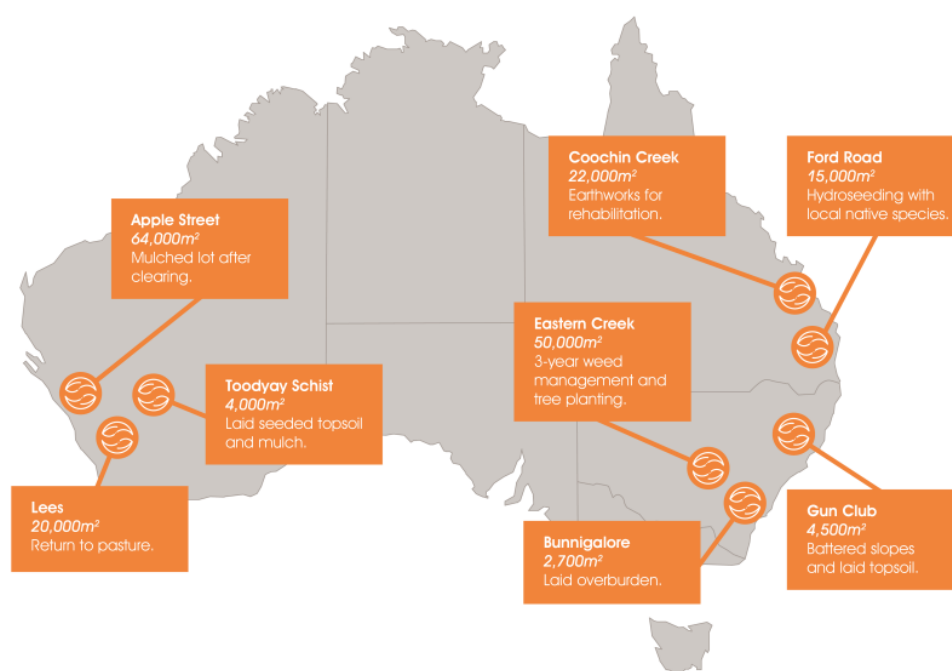 Coochin Creek
22,000m²
Earthworks for
rehabilitation.
Ford Road
15,000m²
Hydroseeding with
local native species.
Apple Street
64,000m²
Mulched lot after
clearing.
Eastern Creek
50,000m²
3-year weed
management and
tree planting.
Toodyay Schist
4,000m²
Laid seeded topsoil
and mulch.
Lees
20,000m²
Return to pasture.
Gun Club
4,500m²
Battered slopes
and laid topsoil.
Bunnigalore
2,700m²
Laid overburden.